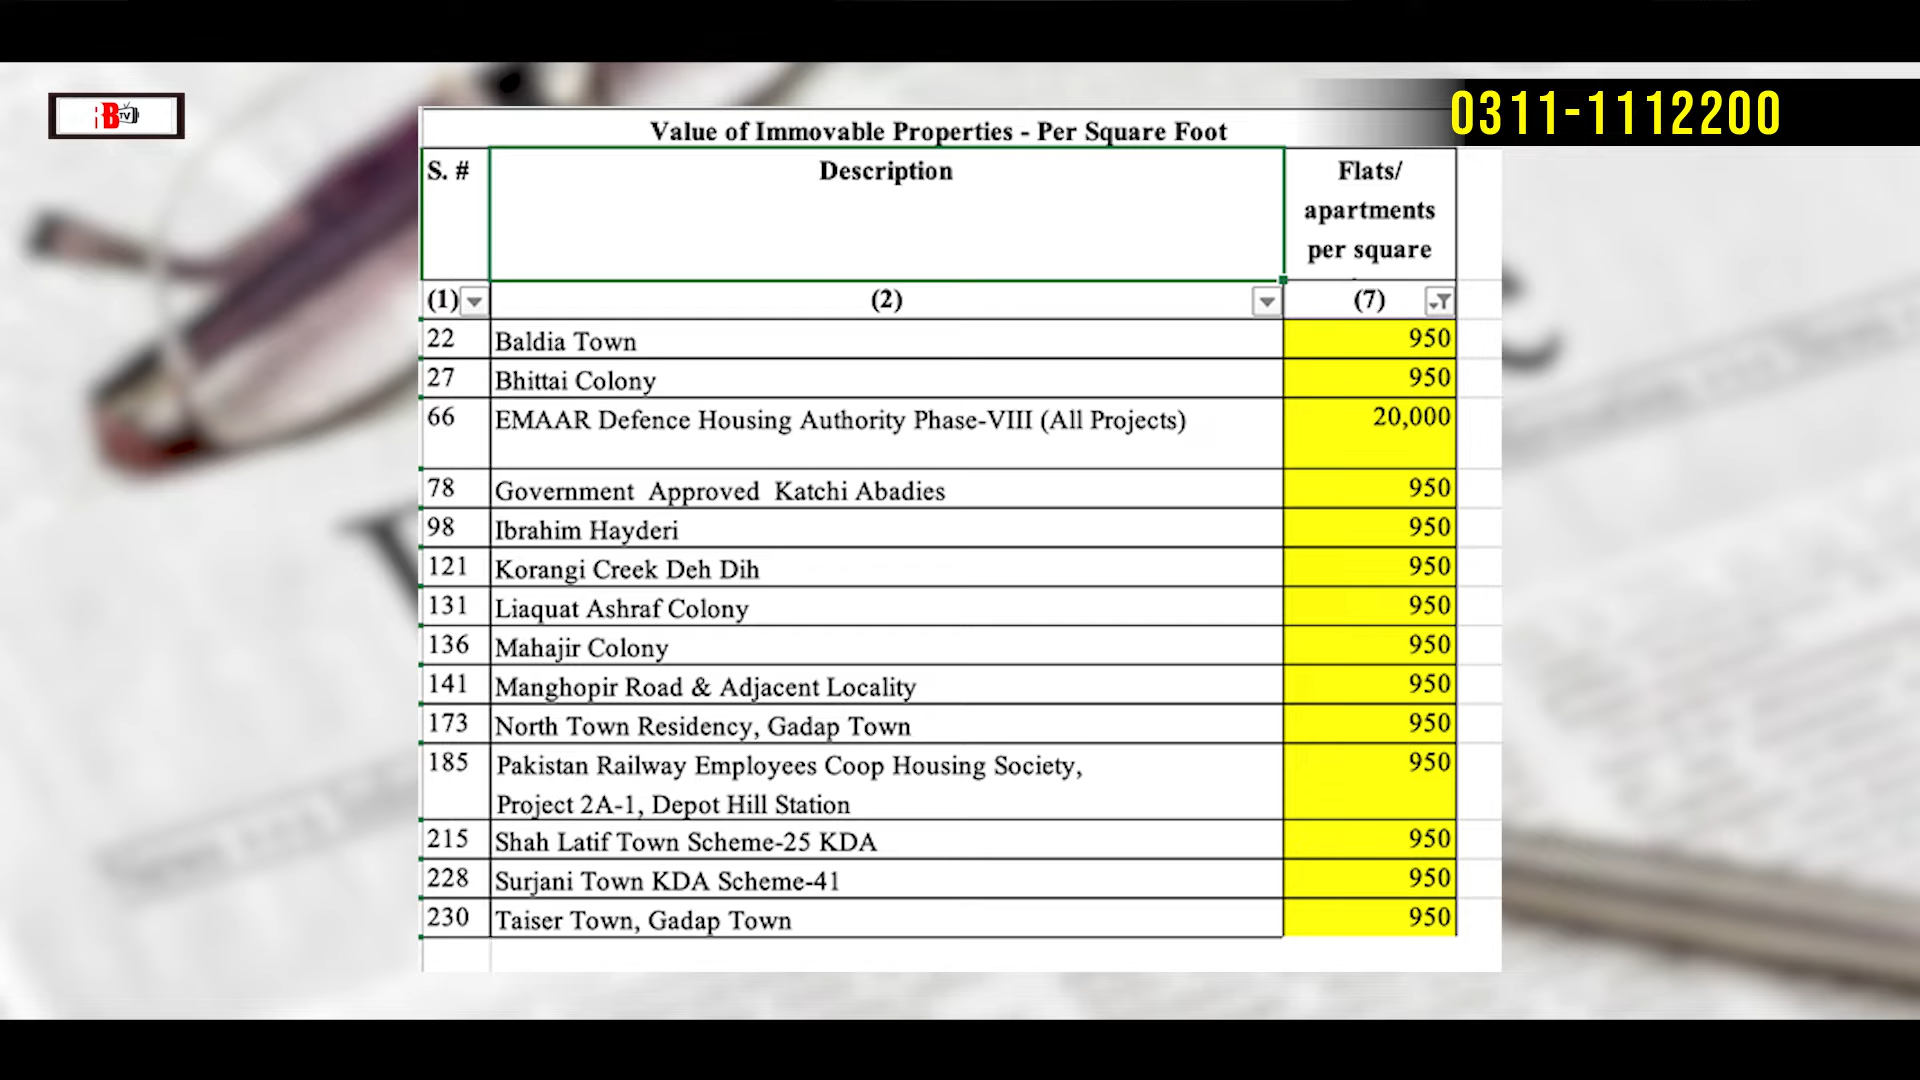 BTV
0311-1112200
Value of Immovable Properties - Per Square Foot
S. # Description Flats/
apartments
per square
(1) (2) (7)
22 Baldia Town 950
27 Bhittai Colony 950
66 EMAAR Defence Housing Authority Phase-VIII (All Projects) 20,000
78 Government Approved Katchi Abadies 950
98 Ibrahim Hayderi 950
121 Korangi Creek Deh Dih 950
131 Liaquat Ashraf Colony 950
136 Mahajir Colony 950
141 Manghopir Road & Adjacent Locality 950
173 North Town Residency, Gadap Town 950
185 Pakistan Railway Employees Coop Housing Society, 950
Project 2A-1, Depot Hill Station
215 Shah Latif Town Scheme-25 KDA 950
228 Surjani Town KDA Scheme-41 950
230 Taiser Town, Gadap Town 950